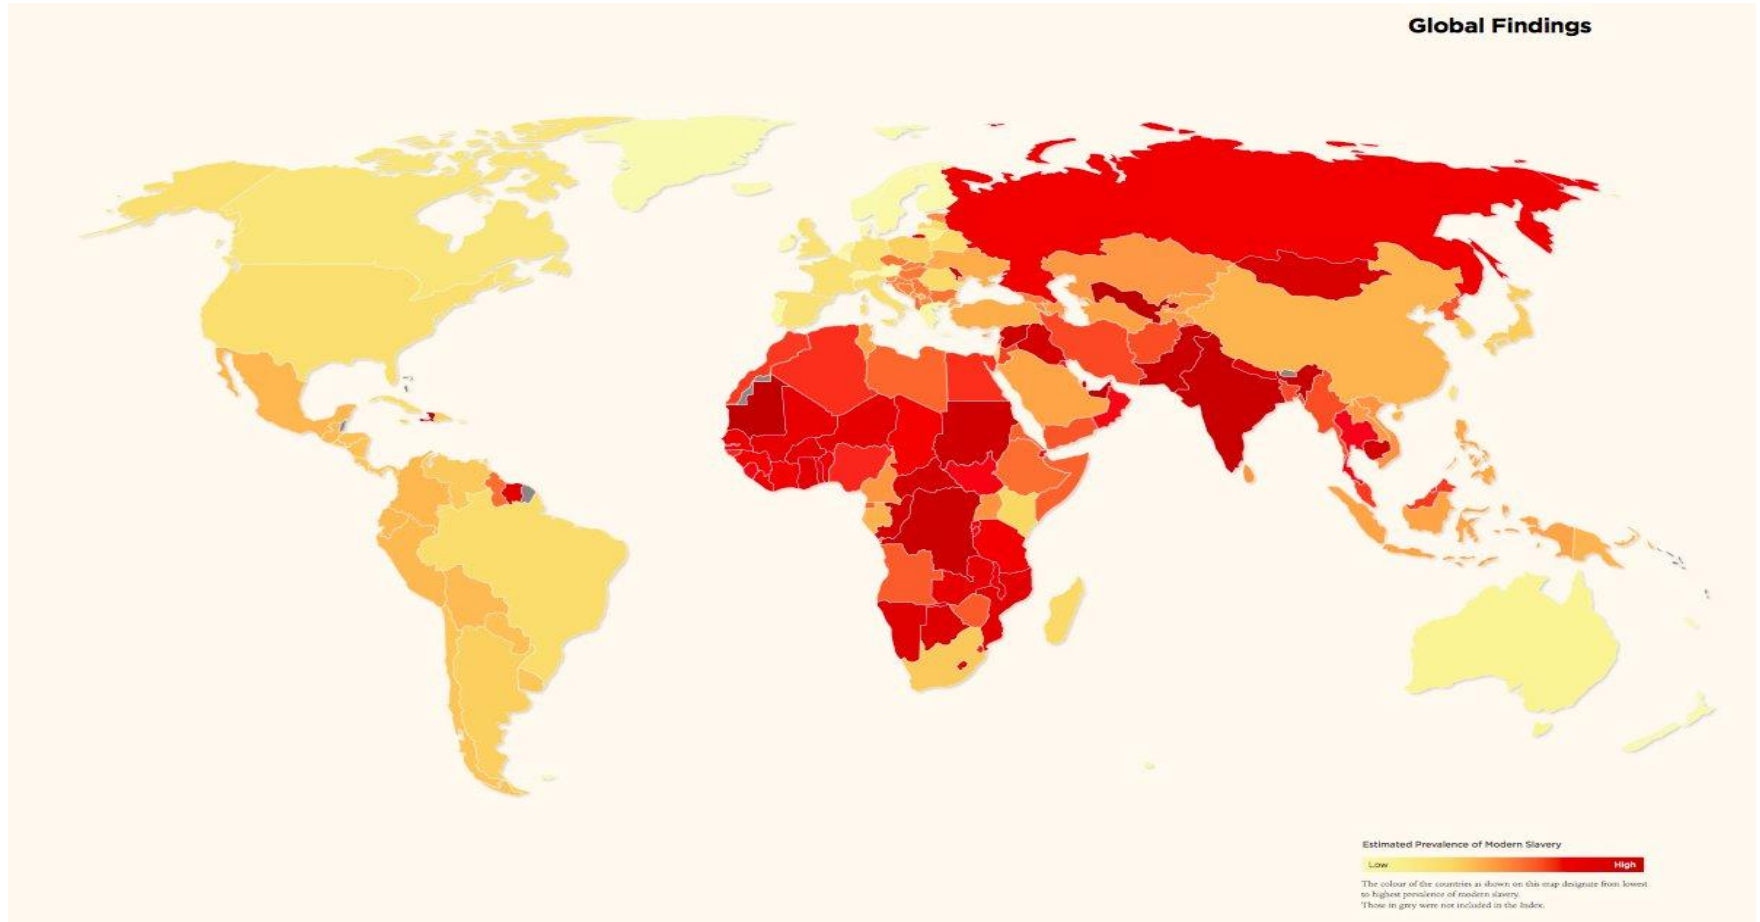 Global Findings
Estimated Prevalence of Modern Slavery
Low
High
The colour of the countries as shown on this map designate from lowest
to highest prevalence of modern slavery.
Those in grey were not included in the Index.